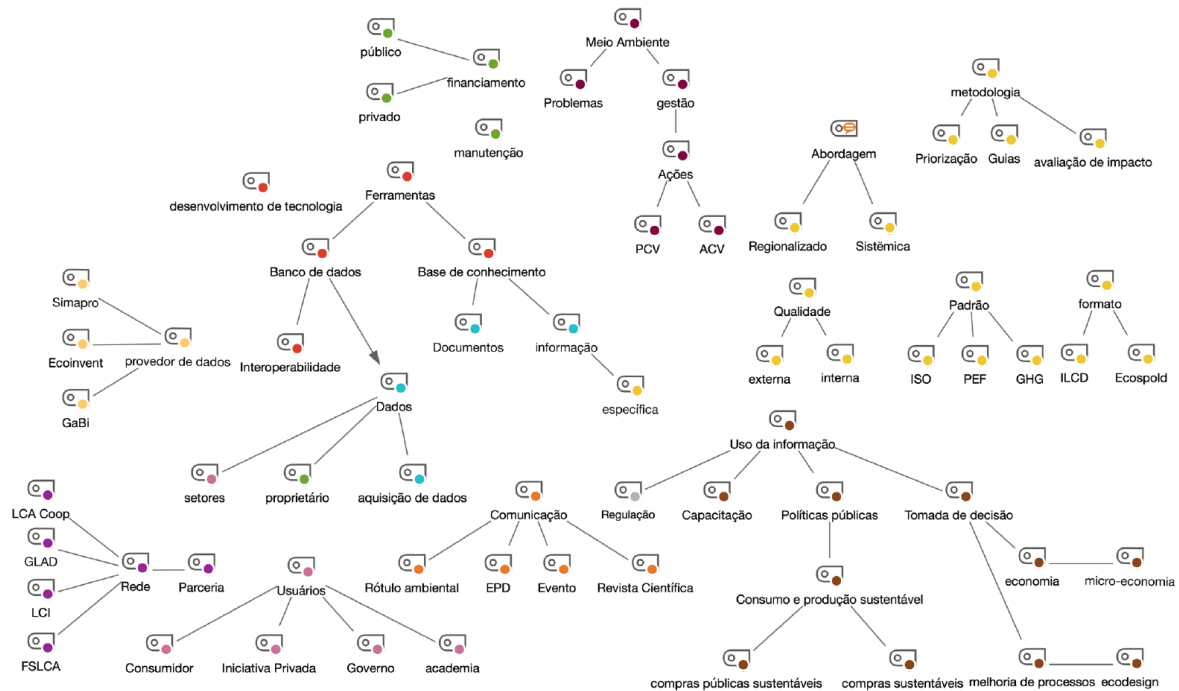 público
financiamento
privado
manutenção
Meio Ambiente
Problemas
gestão
Ações
PCV
ACV
metodologia
Priorização
Guias
avaliação de impacto
Abordagem
Regionalizado
Sistêmica
desenvolvimento de tecnologia
Ferramentas
Banco de dados
Base de conhecimento
Simapro
Ecoinvent
provedor de dados
GaBi
Interoperabilidade
Documentos
informação
específica
Dados
setores
proprietário
aquisição de dados
Qualidade
externa
interna
Padrão
ISO
PEF
GHG
formato
ILCD
Ecospold
Uso da informação
Regulação
Capacitação
Políticas públicas
Tomada de decisão
Consumo e produção sustentável
compras públicas sustentáveis
compras sustentáveis
economia
micro-economia
melhoria de processos
ecodesign
Comunicação
Rótulo ambiental
EPD
Evento
Revista Científica
LCA Coop
GLAD
Rede
Parceria
LCI
FSLCA
Usuários
Consumidor
Iniciativa Privada
Governo
academia